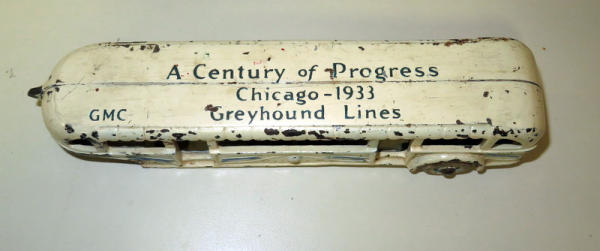 A Century of Progress
Chicago-1933
GMC Greyhound Lines